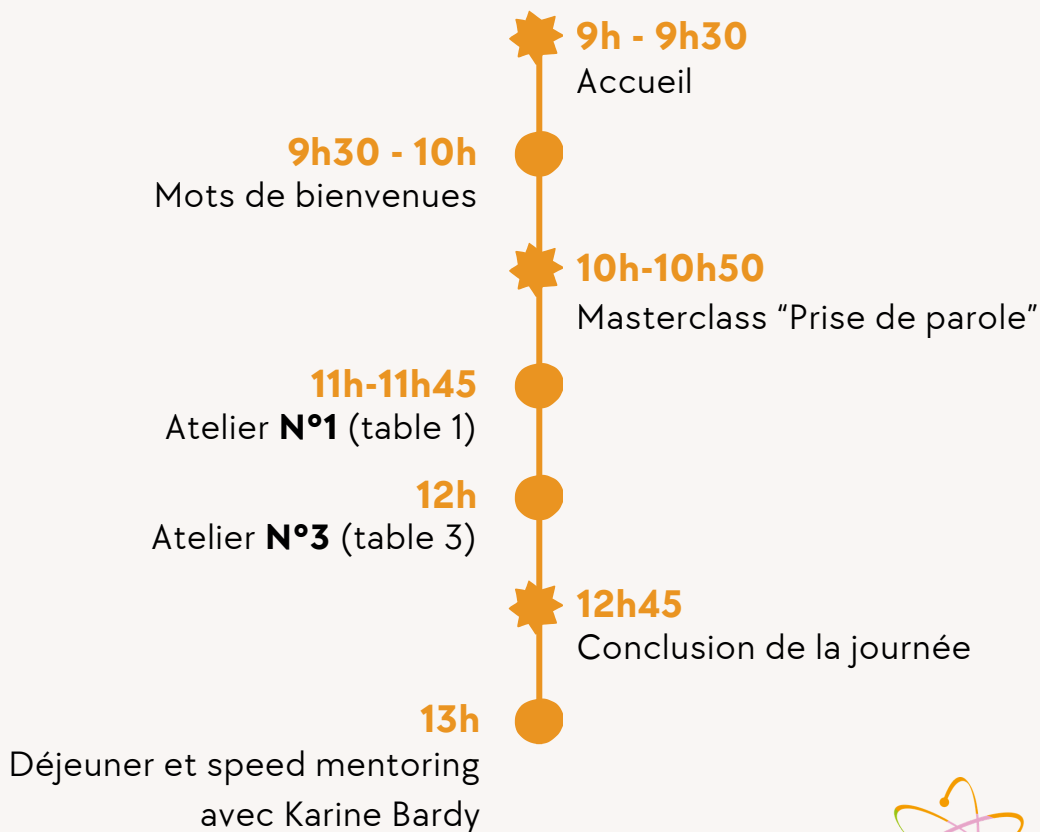 9h - 9h30
Accueil
9h30 - 10h
Mots de bienvenues
10h-10h50
Masterclass “Prise de parole”
11h-11h45
Atelier N°1 (table 1)
12h
Atelier N°3 (table 3)
12h45
Conclusion de la journée
13h
Déjeuner et speed mentoring
avec Karine Bardy